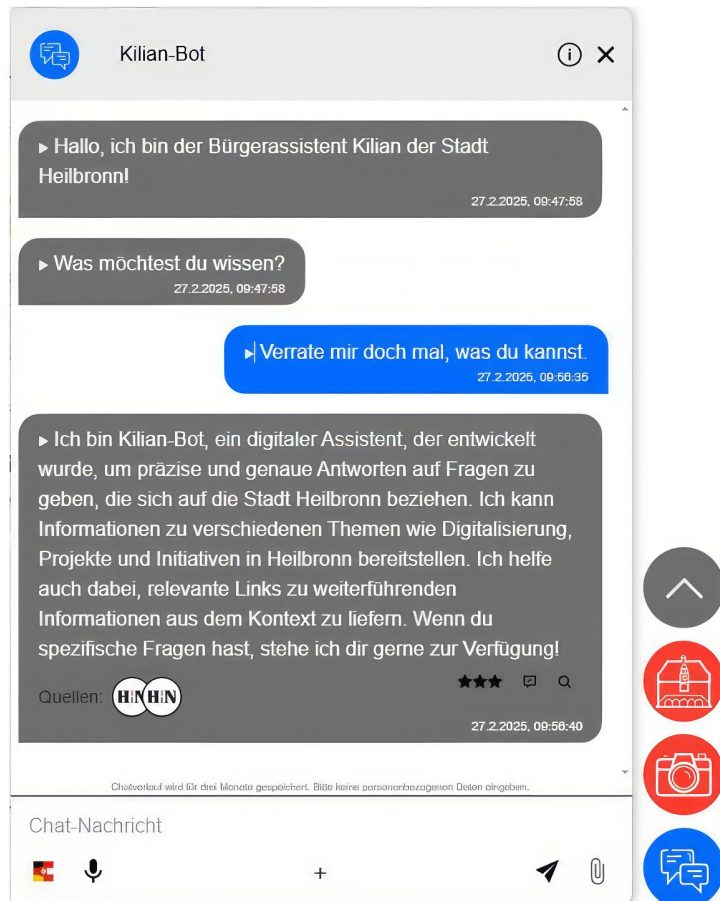 Kilian-Bot
Hallo, ich bin der Bürgerassistent Kilian der Stadt
Heilbronn!
27.2.2025, 09:47:58
Was möchtest du wissen?
27.2.2025, 09:47:58
Verrate mir doch mal, was du kannst.
27.2.2025, 09:56:35
Ich bin Kilian-Bot, ein digitaler Assistent, der entwickelt
wurde, um präzise und genaue Antworten auf Fragen zu
geben, die sich auf die Stadt Heilbronn beziehen. Ich kann
Informationen zu verschiedenen Themen wie Digitalisierung,
Projekte und Initiativen in Heilbronn bereitstellen. Ich helfe
auch dabei, relevante Links zu weiterführenden
Informationen aus dem Kontext zu liefern. Wenn du
spezifische Fragen hast, stehe ich dir gerne zur Verfügung!
Quellen: H:N H:N
27.2.2025, 09:56:40
Chatverlauf wird für drei Monate gespeichert. Bitte keine personenbezogenen Daten eingeben.
Chat-Nachricht